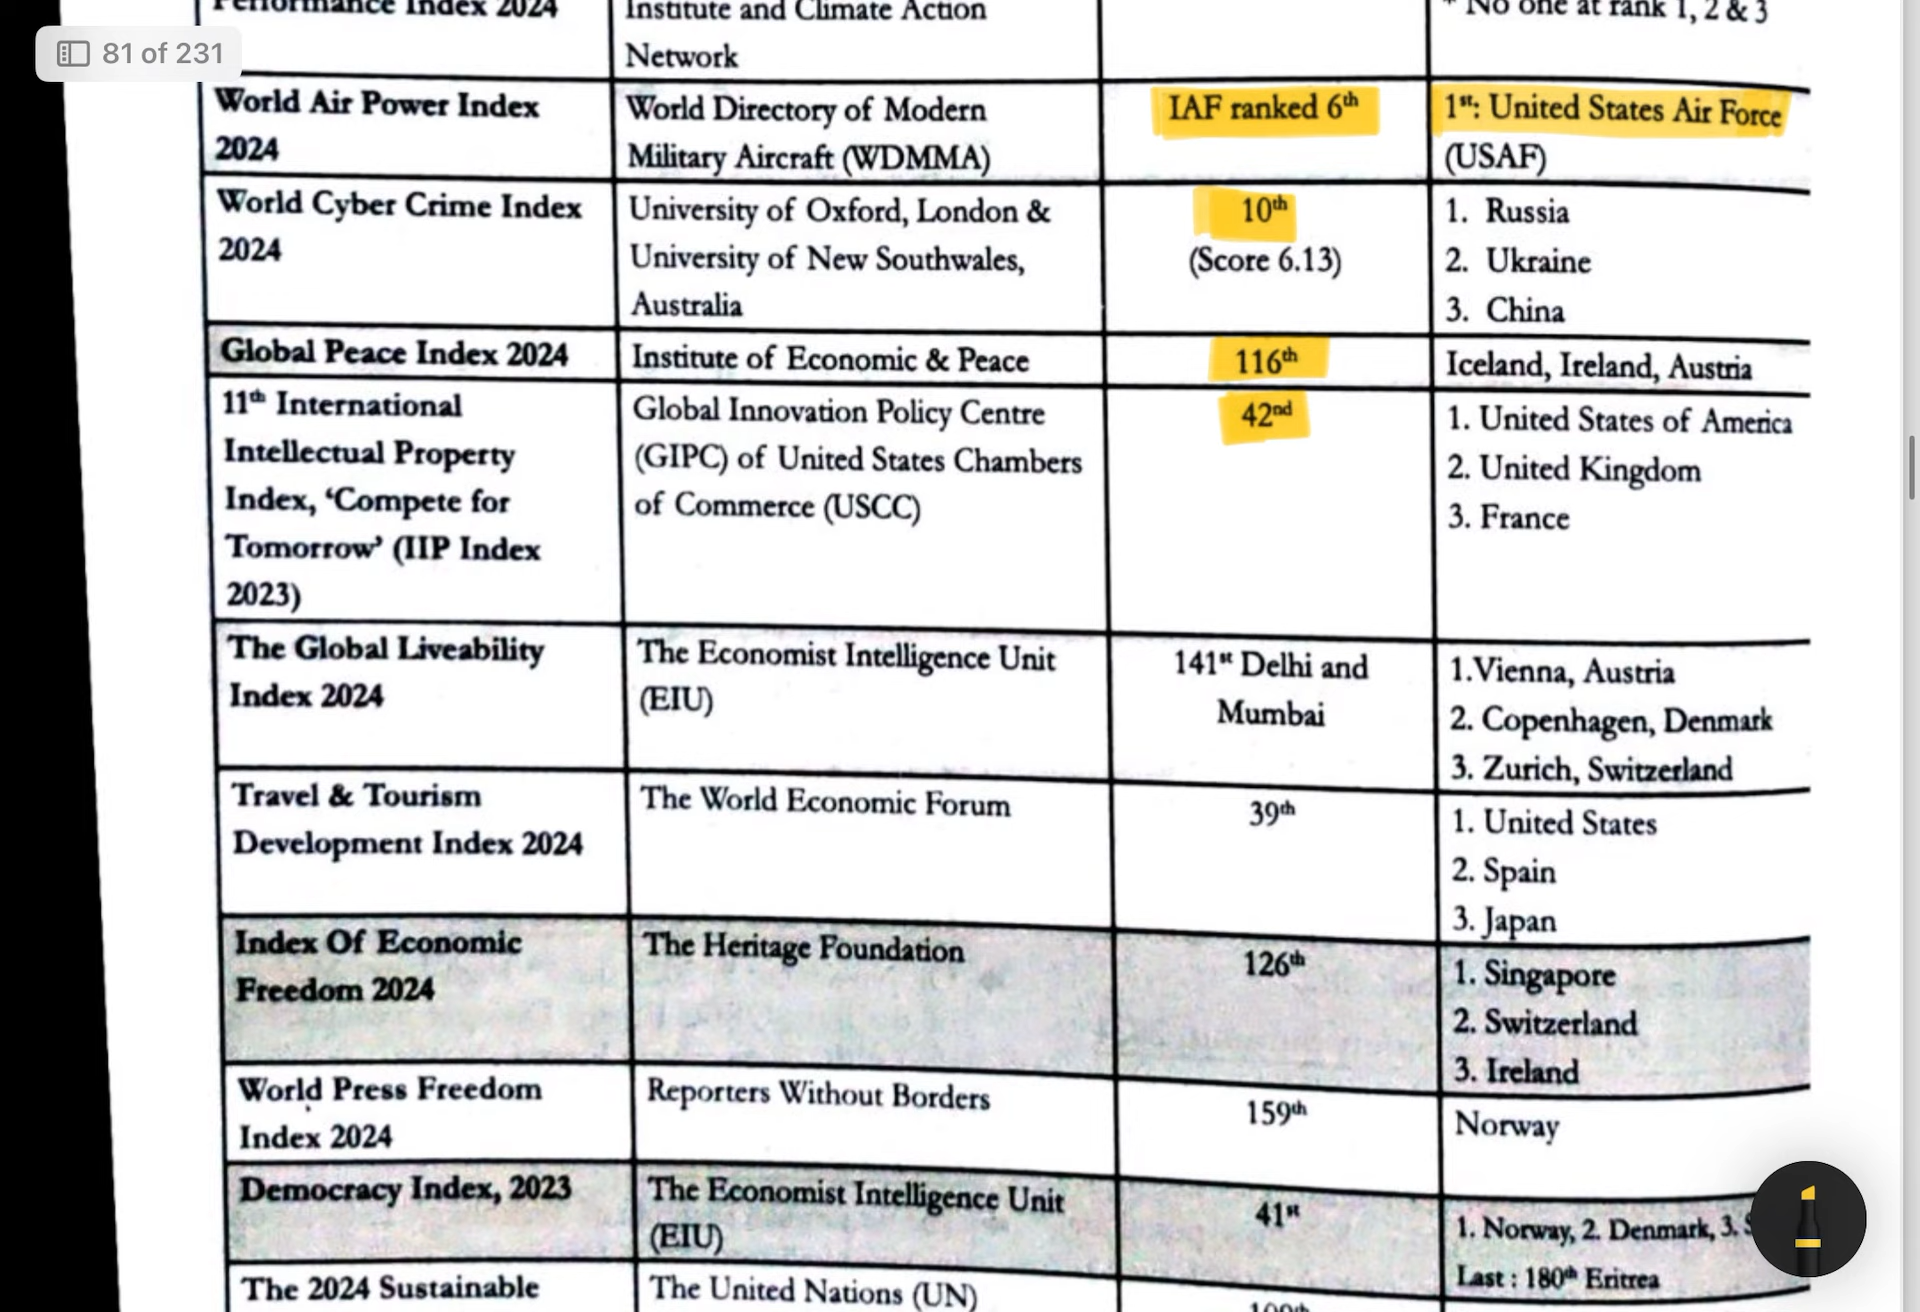 81 of 231
Performance Index 2024
Institute and Climate Action
Network
* No one at rank 1, 2 & 3
World Air Power Index
2024
World Directory of Modern
Military Aircraft (WDMMA)
IAF ranked 6th
1st: United States Air Force
(USAF)
World Cyber Crime Index
2024
University of Oxford, London &
University of New Southwales,
Australia
10th
(Score 6.13)
1. Russia
2. Ukraine
3. China
Global Peace Index 2024
Institute of Economic & Peace
116th
Iceland, Ireland, Austria
11th International
Intellectual Property
Index, ‘Compete for
Tomorrow’ (IIP Index
2023)
Global Innovation Policy Centre
(GIPC) of United States Chambers
of Commerce (USCC)
42nd
1. United States of America
2. United Kingdom
3. France
The Global Liveability
Index 2024
The Economist Intelligence Unit
(EIU)
141st Delhi and
Mumbai
1.Vienna, Austria
2. Copenhagen, Denmark
3. Zurich, Switzerland
Travel & Tourism
Development Index 2024
The World Economic Forum
39th
1. United States
2. Spain
3. Japan
Index Of Economic
Freedom 2024
The Heritage Foundation
126th
1. Singapore
2. Switzerland
3. Ireland
World Press Freedom
Index 2024
Reporters Without Borders
159th
Norway
Democracy Index, 2023
The Economist Intelligence Unit
(EIU)
41st
1. Norway, 2. Denmark, 3.
Last : 180th Eritrea
The 2024 Sustainable
The United Nations (UN)